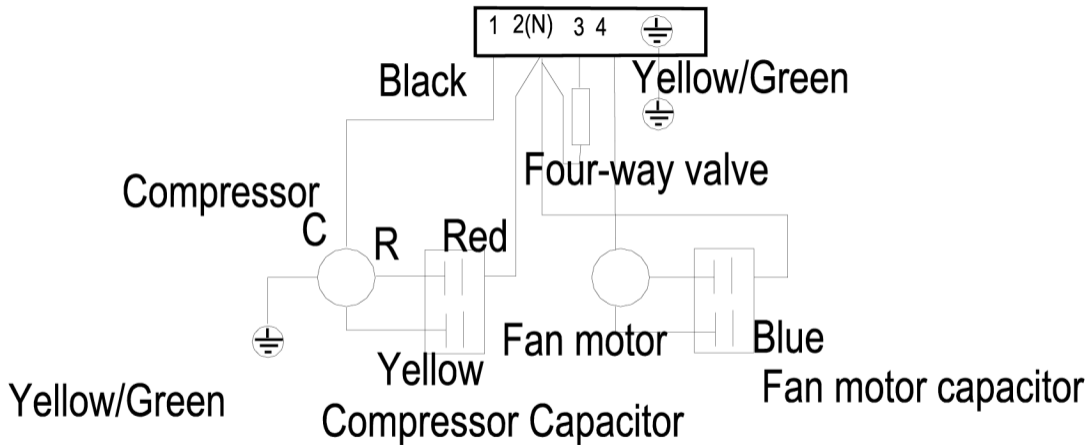 1 2(N) 3 4
Black
Yellow/Green
Four-way valve
Compressor
C
R
Red
Fan motor
Blue
Yellow
Fan motor capacitor
Yellow/Green
Compressor Capacitor